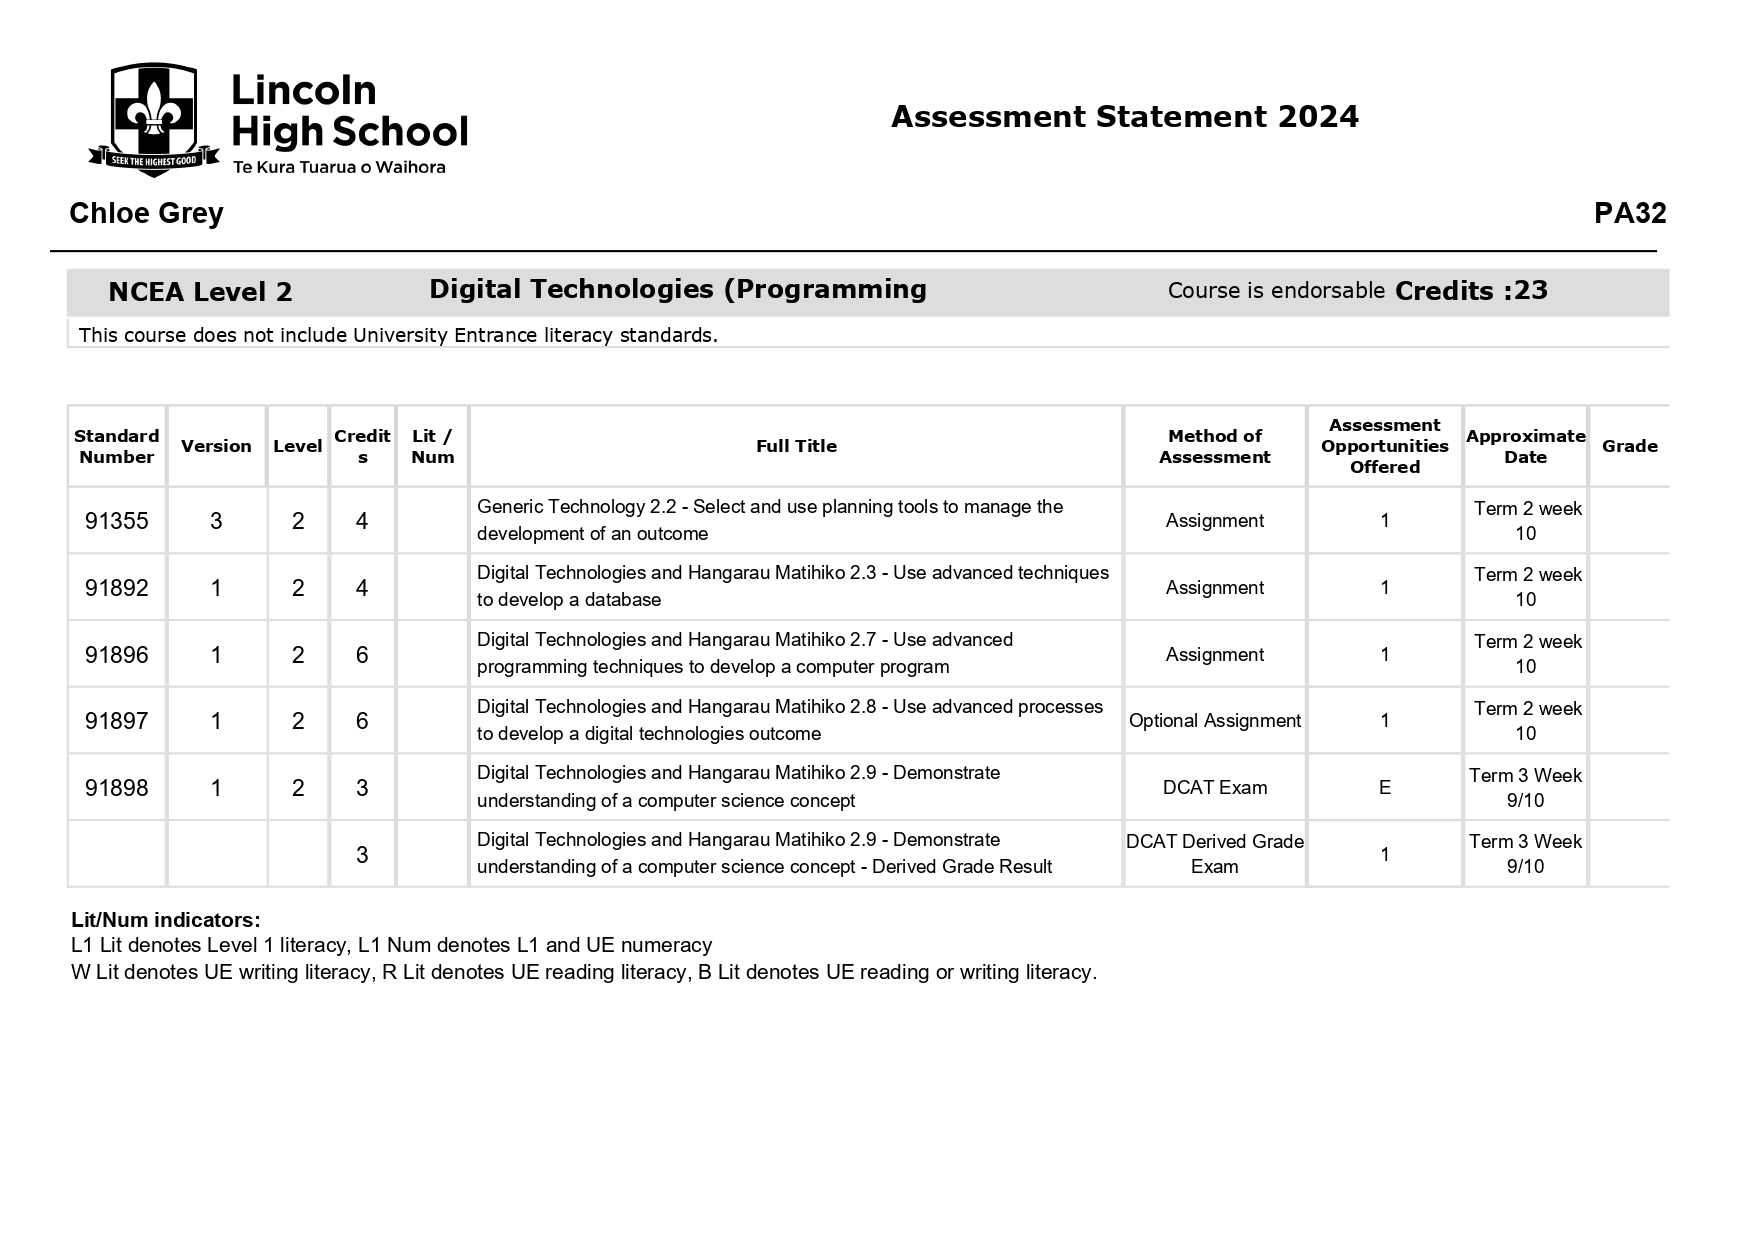 Lincoln
High School
SEEK THE HIGHEST GOOD
Te Kura Tuarua o Waihora
Assessment Statement 2024
Chloe Grey
PA32
NCEA Level 2 Digital Technologies (Programming Course is endorsable Credits :23
This course does not include University Entrance literacy standards.
Standard Number Version Level Credit s Lit / Num Full Title Method of Assessment Assessment Opportunities Offered Approximate Date Grade
91355 3 2 4 Generic Technology 2.2 - Select and use planning tools to manage the development of an outcome Assignment 1 Term 2 week 10
91892 1 2 4 Digital Technologies and Hangarau Matihiko 2.3 - Use advanced techniques to develop a database Assignment 1 Term 2 week 10
91896 1 2 6 Digital Technologies and Hangarau Matihiko 2.7 - Use advanced programming techniques to develop a computer program Assignment 1 Term 2 week 10
91897 1 2 6 Digital Technologies and Hangarau Matihiko 2.8 - Use advanced processes to develop a digital technologies outcome Optional Assignment 1 Term 2 week 10
91898 1 2 3 Digital Technologies and Hangarau Matihiko 2.9 - Demonstrate understanding of a computer science concept DCAT Exam E Term 3 Week 9/10
3 Digital Technologies and Hangarau Matihiko 2.9 - Demonstrate understanding of a computer science concept - Derived Grade Result DCAT Derived Grade Exam 1 Term 3 Week 9/10
Lit/Num indicators:
L1 Lit denotes Level 1 literacy, L1 Num denotes L1 and UE numeracy
W Lit denotes UE writing literacy, R Lit denotes UE reading literacy, B Lit denotes UE reading or writing literacy.